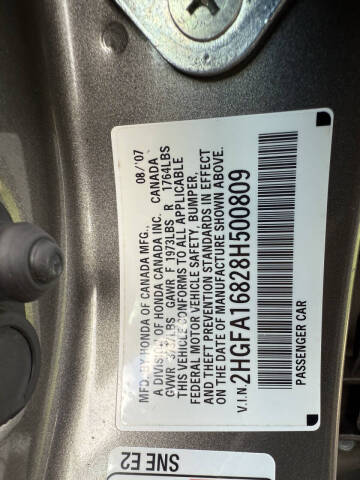 MFD. BY HONDA OF CANADA MFG., 08/'07
A DIVISION OF HONDA CANADA INC. CANADA
GVWR LBS GAWR F 1973LBS R 1764LBS
THIS VEHICLE CONFORMS TO ALL APPLICABLE
FEDERAL MOTOR VEHICLE SAFETY, BUMPER,
AND THEFT PREVENTION STANDARDS IN EFFECT
ON THE DATE OF MANUFACTURE SHOWN ABOVE.
V.I.N. 2HGFA16828H500809
PASSENGER CAR
SNE E2